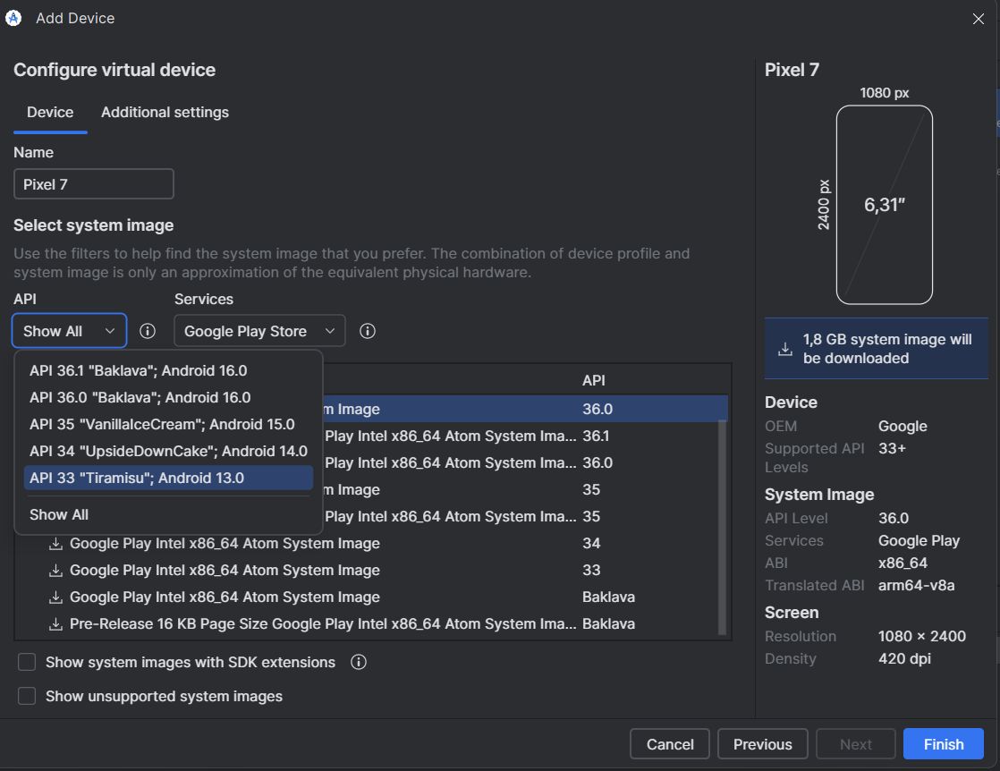 Add Device
Configure virtual device
Device
Additional settings
Name
Pixel 7
Select system image
Use the filters to help find the system image that you prefer. The combination of device profile and
system image is only an approximation of the equivalent physical hardware.
API
Services
Show All
Google Play Store
API 36.1 "Baklava"; Android 16.0
API 36.0 "Baklava"; Android 16.0
API 35 "VanillaIceCream"; Android 15.0
API 34 "UpsideDownCake"; Android 14.0
API 33 "Tiramisu"; Android 13.0
Show All
API
m Image 36.0
Play Intel x86_64 Atom System Ima... 36.1
Play Intel x86_64 Atom System Ima... 36.0
m Image 35
Play Intel x86_64 Atom System Ima... 35
Google Play Intel x86_64 Atom System Image 34
Google Play Intel x86_64 Atom System Image 33
Google Play Intel x86_64 Atom System Image Baklava
Pre-Release 16 KB Page Size Google Play Intel x86_64 Atom System Ima... Baklava
Show system images with SDK extensions
Show unsupported system images
Pixel 7
1080 px
2400 px
6,31″
1,8 GB system image will
be downloaded
Device
OEM Google
Supported API 33+
Levels
System Image
API Level 36.0
Services Google Play
ABI x86_64
Translated ABI arm64-v8a
Screen
Resolution 1080 × 2400
Density 420 dpi
Cancel
Previous
Next
Finish